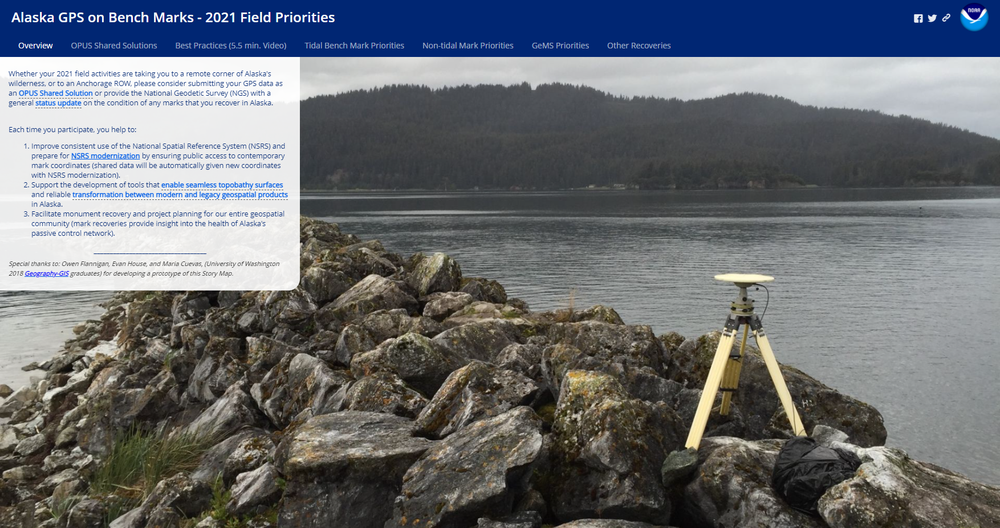 Alaska GPS on Bench Marks - 2021 Field Priorities
NOAA
Overview OPUS Shared Solutions Best Practices (5.5 min. Video) Tidal Bench Mark Priorities Non-tidal Mark Priorities GeMS Priorities Other Recoveries
Whether your 2021 field activities are taking you to a remote corner of Alaska's
wilderness, or to an Anchorage ROW, please consider submitting your GPS data as
an OPUS Shared Solution or provide the National Geodetic Survey (NGS) with a
general status update on the condition of any marks that you recover in Alaska.
Each time you participate, you help to:
1. Improve consistent use of the National Spatial Reference System (NSRS) and
prepare for NSRS modernization by ensuring public access to contemporary
mark coordinates (shared data will be automatically given new coordinates
with NSRS modernization).
2. Support the development of tools that enable seamless topobathy surfaces
and reliable transformation between modern and legacy geospatial products
in Alaska.
3. Facilitate monument recovery and project planning for our entire geospatial
community (mark recoveries provide insight into the health of Alaska's
passive control network).
Special thanks to: Owen Flannigan, Evan House, and Maria Cuevas, (University of Washington
2018 Geography-GIS graduates) for developing a prototype of this Story Map.